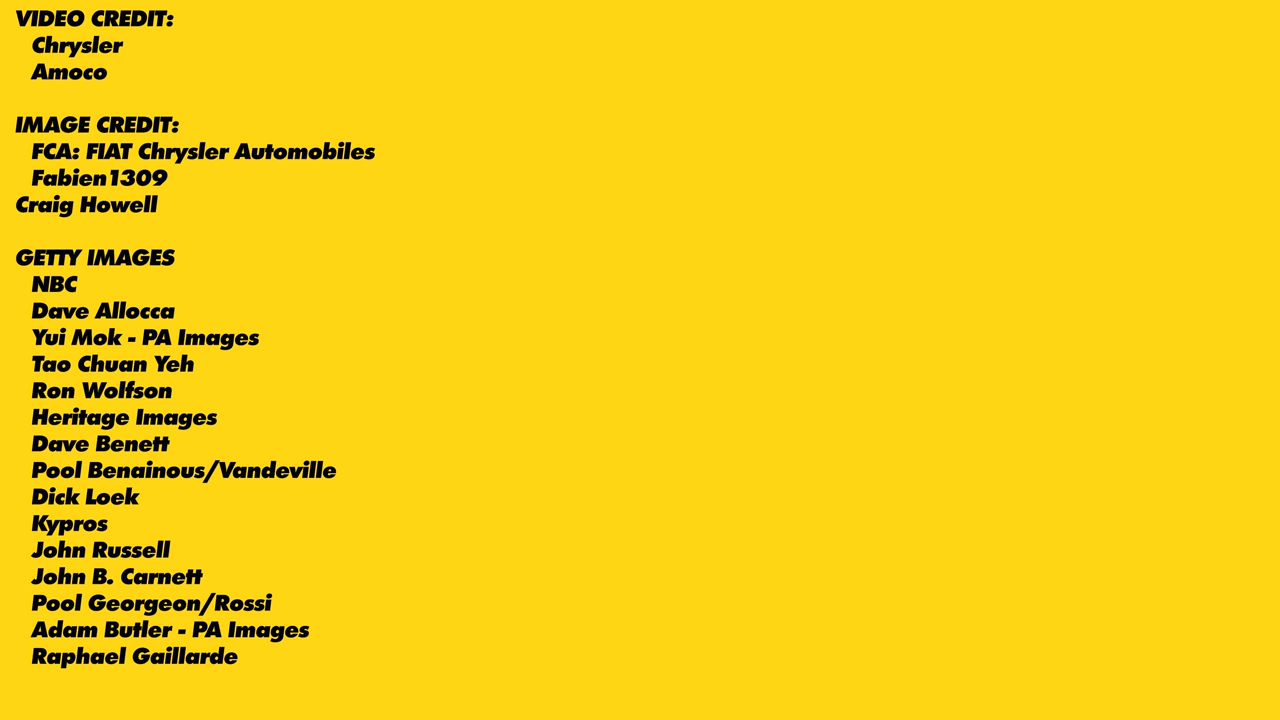 VIDEO CREDIT:
Chrysler
Amoco
IMAGE CREDIT:
FCA: FIAT Chrysler Automobiles
Fabien1309
Craig Howell
GETTY IMAGES
NBC
Dave Allocca
Yui Mok - PA Images
Tao Chuan Yeh
Ron Wolfson
Heritage Images
Dave Benett
Pool Benainous/Vandeville
Dick Loek
Kypros
John Russell
John B. Carnett
Pool Georgeon/Rossi
Adam Butler - PA Images
Raphael Gaillarde